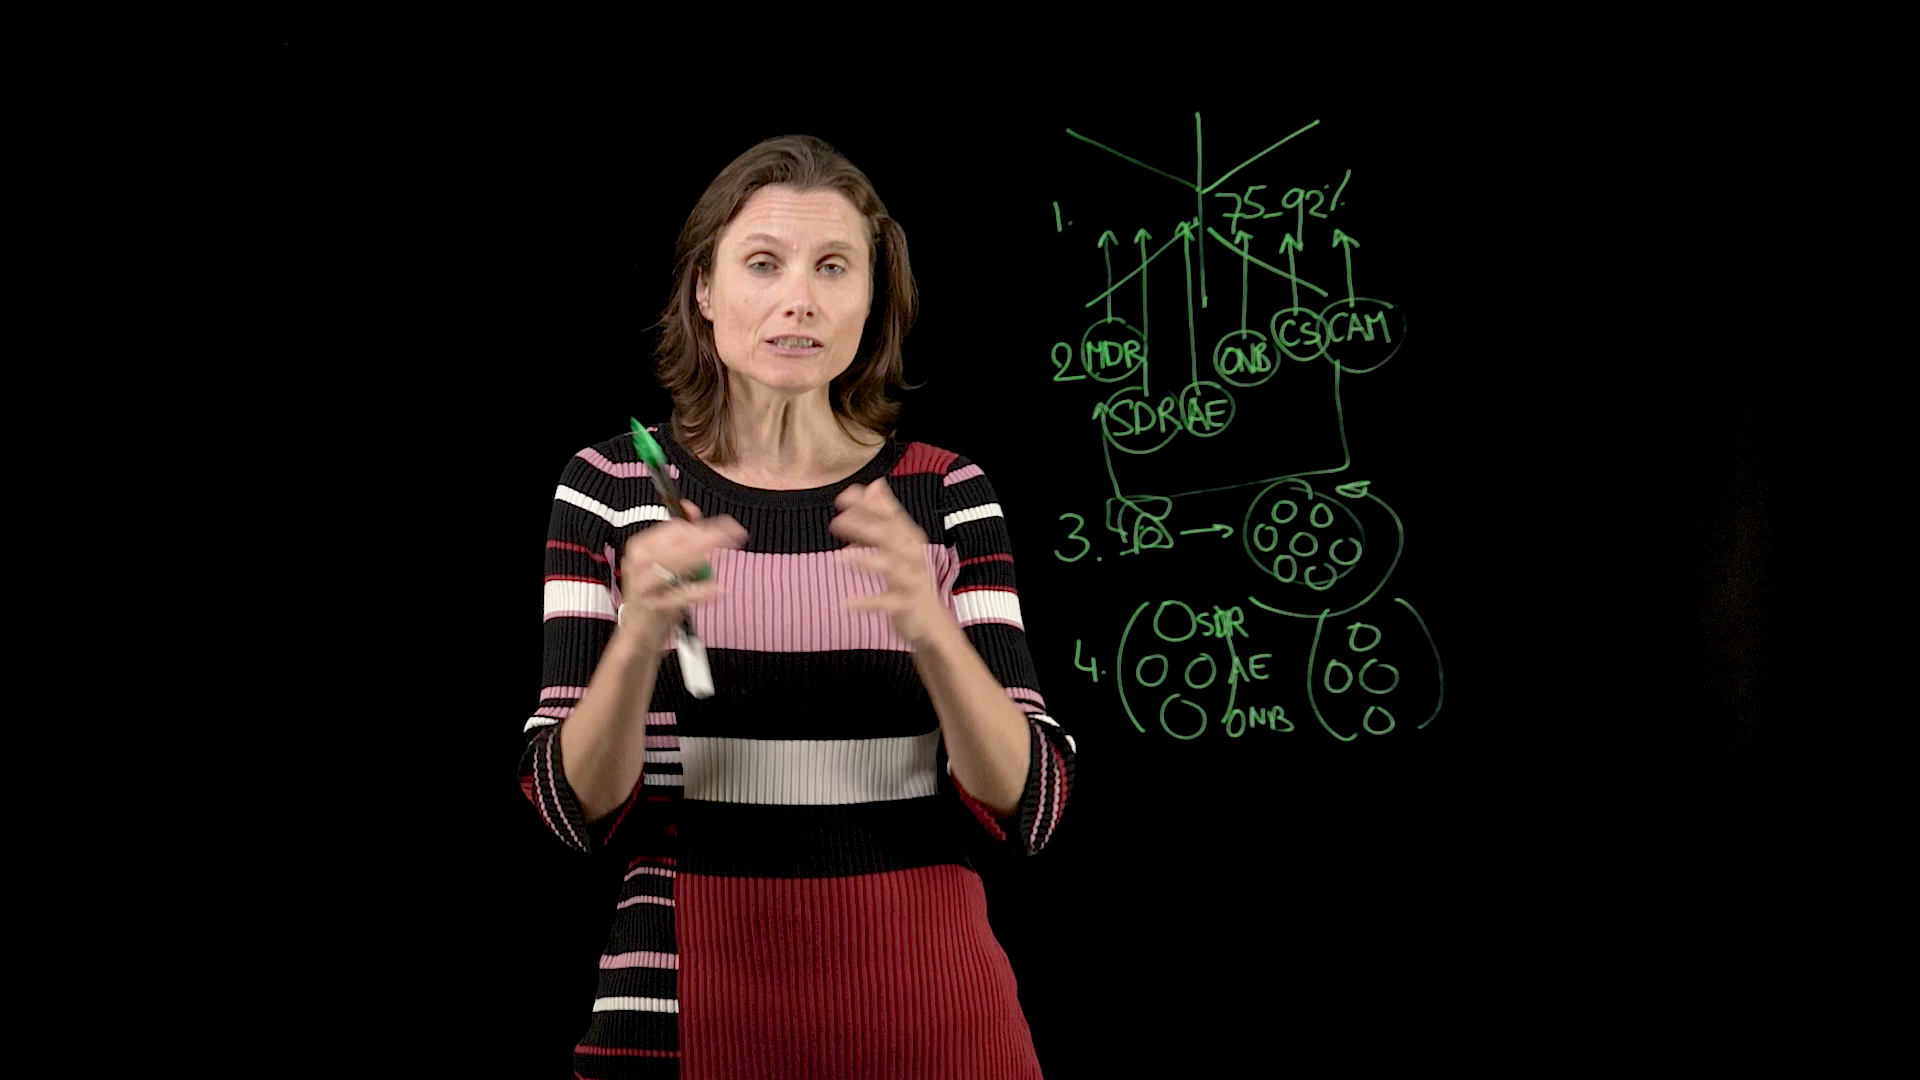 1. 75-92%
2 MDR ONB CS CAM
SDR AE
3.
4. SDR
AE
ONB